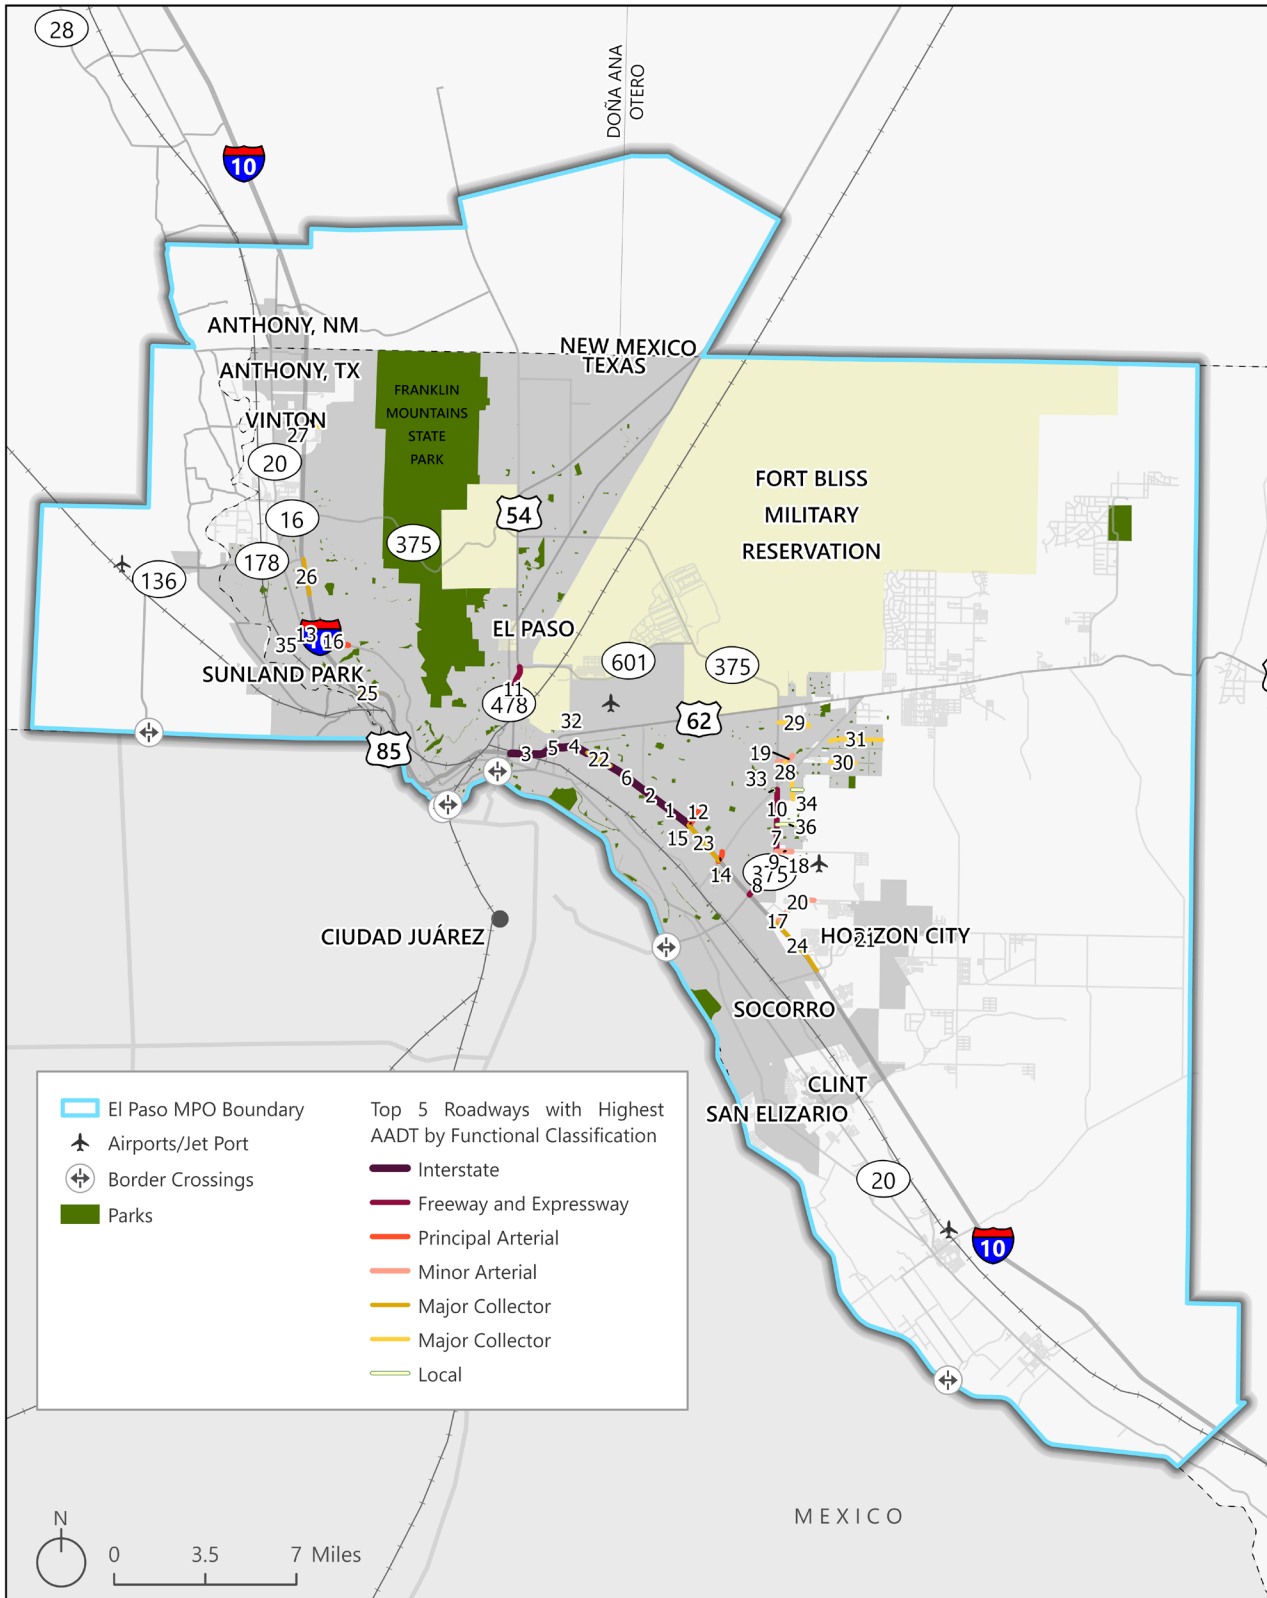 28
DOÑA ANA
OTERO
10
ANTHONY, NM
NEW MEXICO
TEXAS
ANTHONY, TX
FRANKLIN
MOUNTAINS
STATE
PARK
VINTON
27
20
FORT BLISS
MILITARY
RESERVATION
54
16
375
178
136
26
EL PASO
13
16
35
10
601
375
SUNLAND PARK
25
11
478
62
32
29
85
3
5
4
22
31
19
30
28
33
6
2
34
10
1
12
36
15
23
7
9
18
14
375
8
20
17
CIUDAD JUÁREZ
HORIZON CITY
21
24
SOCORRO
CLINT
SAN ELIZARIO
20
10
El Paso MPO Boundary
Airports/Jet Port
Border Crossings
Parks
Top 5 Roadways with Highest
AADT by Functional Classification
Interstate
Freeway and Expressway
Principal Arterial
Minor Arterial
Major Collector
Major Collector
Local
MEXICO
N
0 3.5 7 Miles